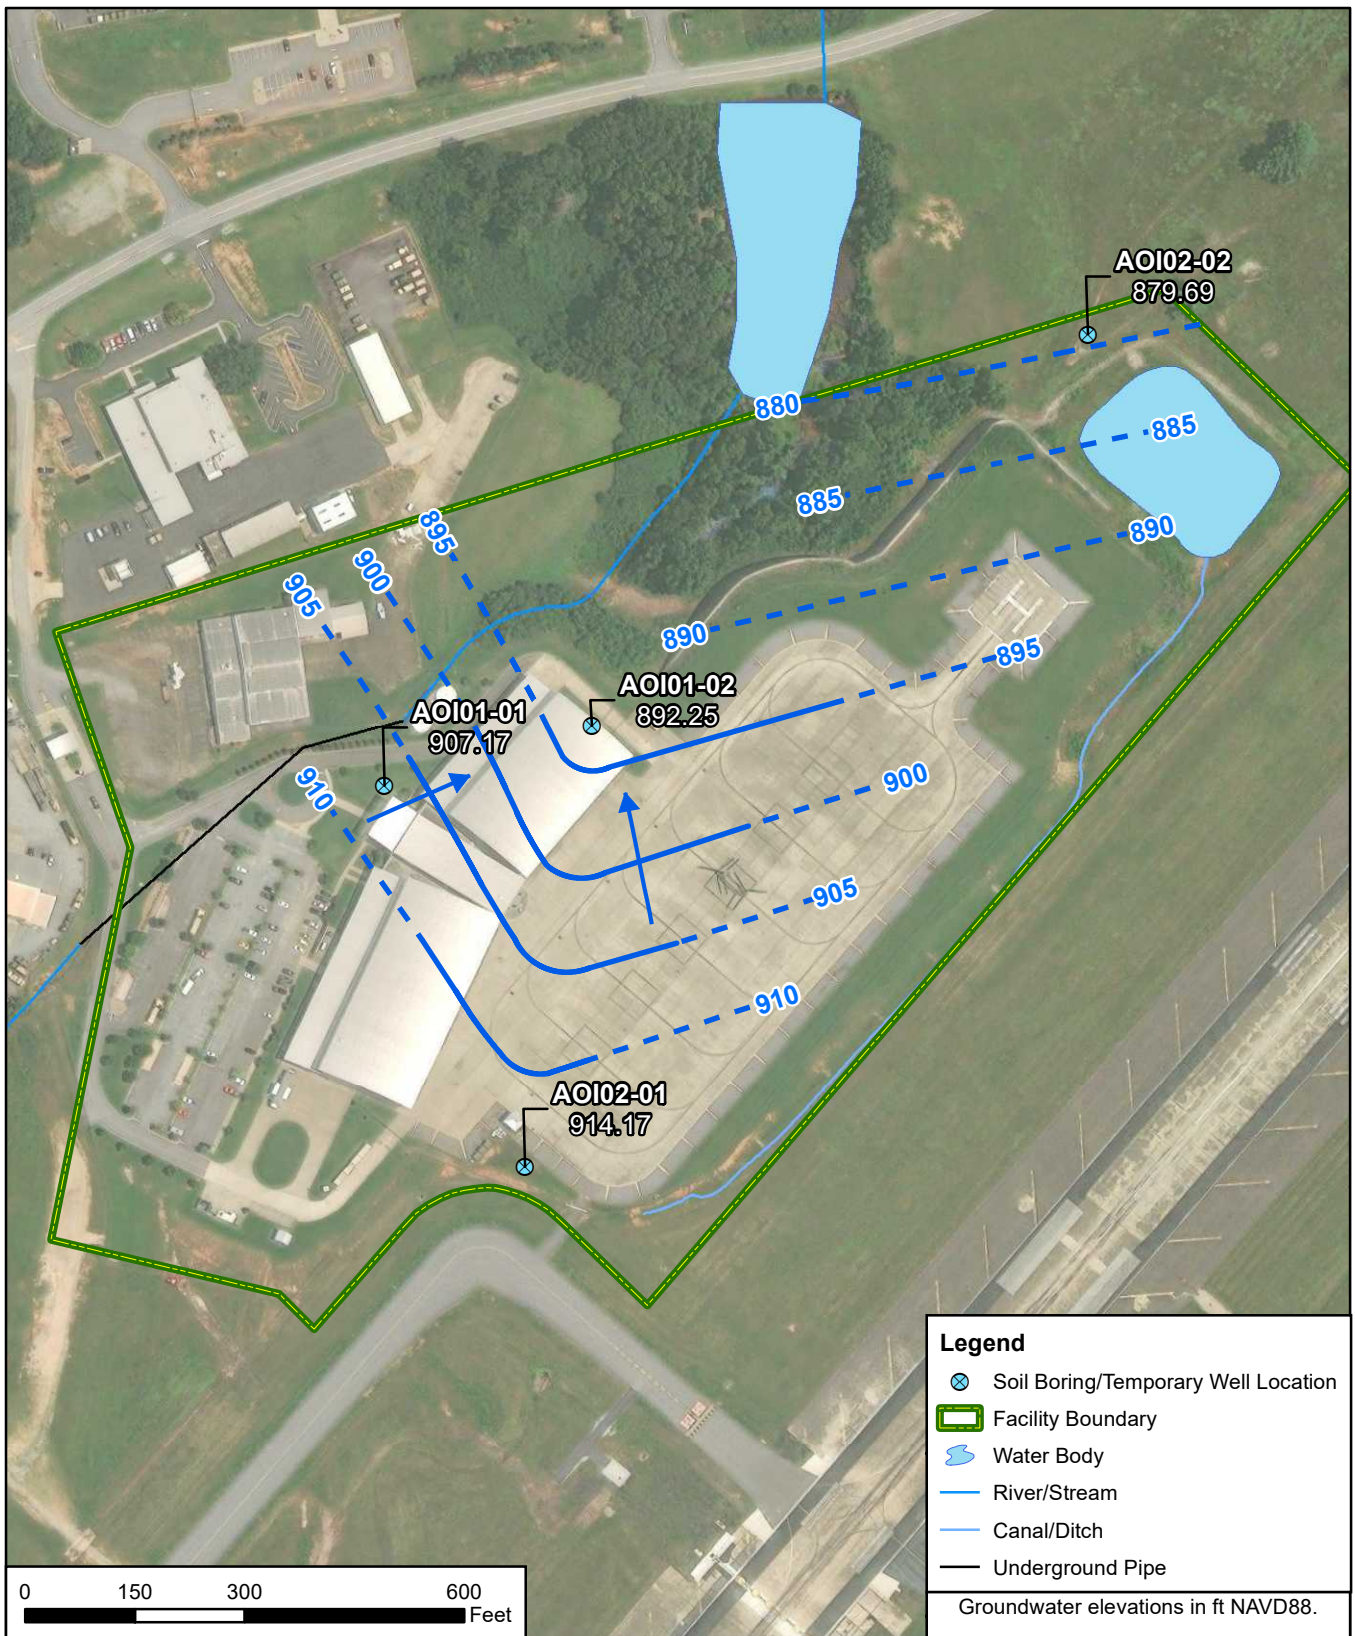 AOI02-02
879.69
880
885
885
895
890
900
905
890
895
AOI01-02
892.25
AOI01-01
907.17
910
900
905
910
AOI02-01
914.17
Legend
Soil Boring/Temporary Well Location
Facility Boundary
Water Body
River/Stream
Canal/Ditch
Underground Pipe
Groundwater elevations in ft NAVD88.
0 150 300 600
Feet